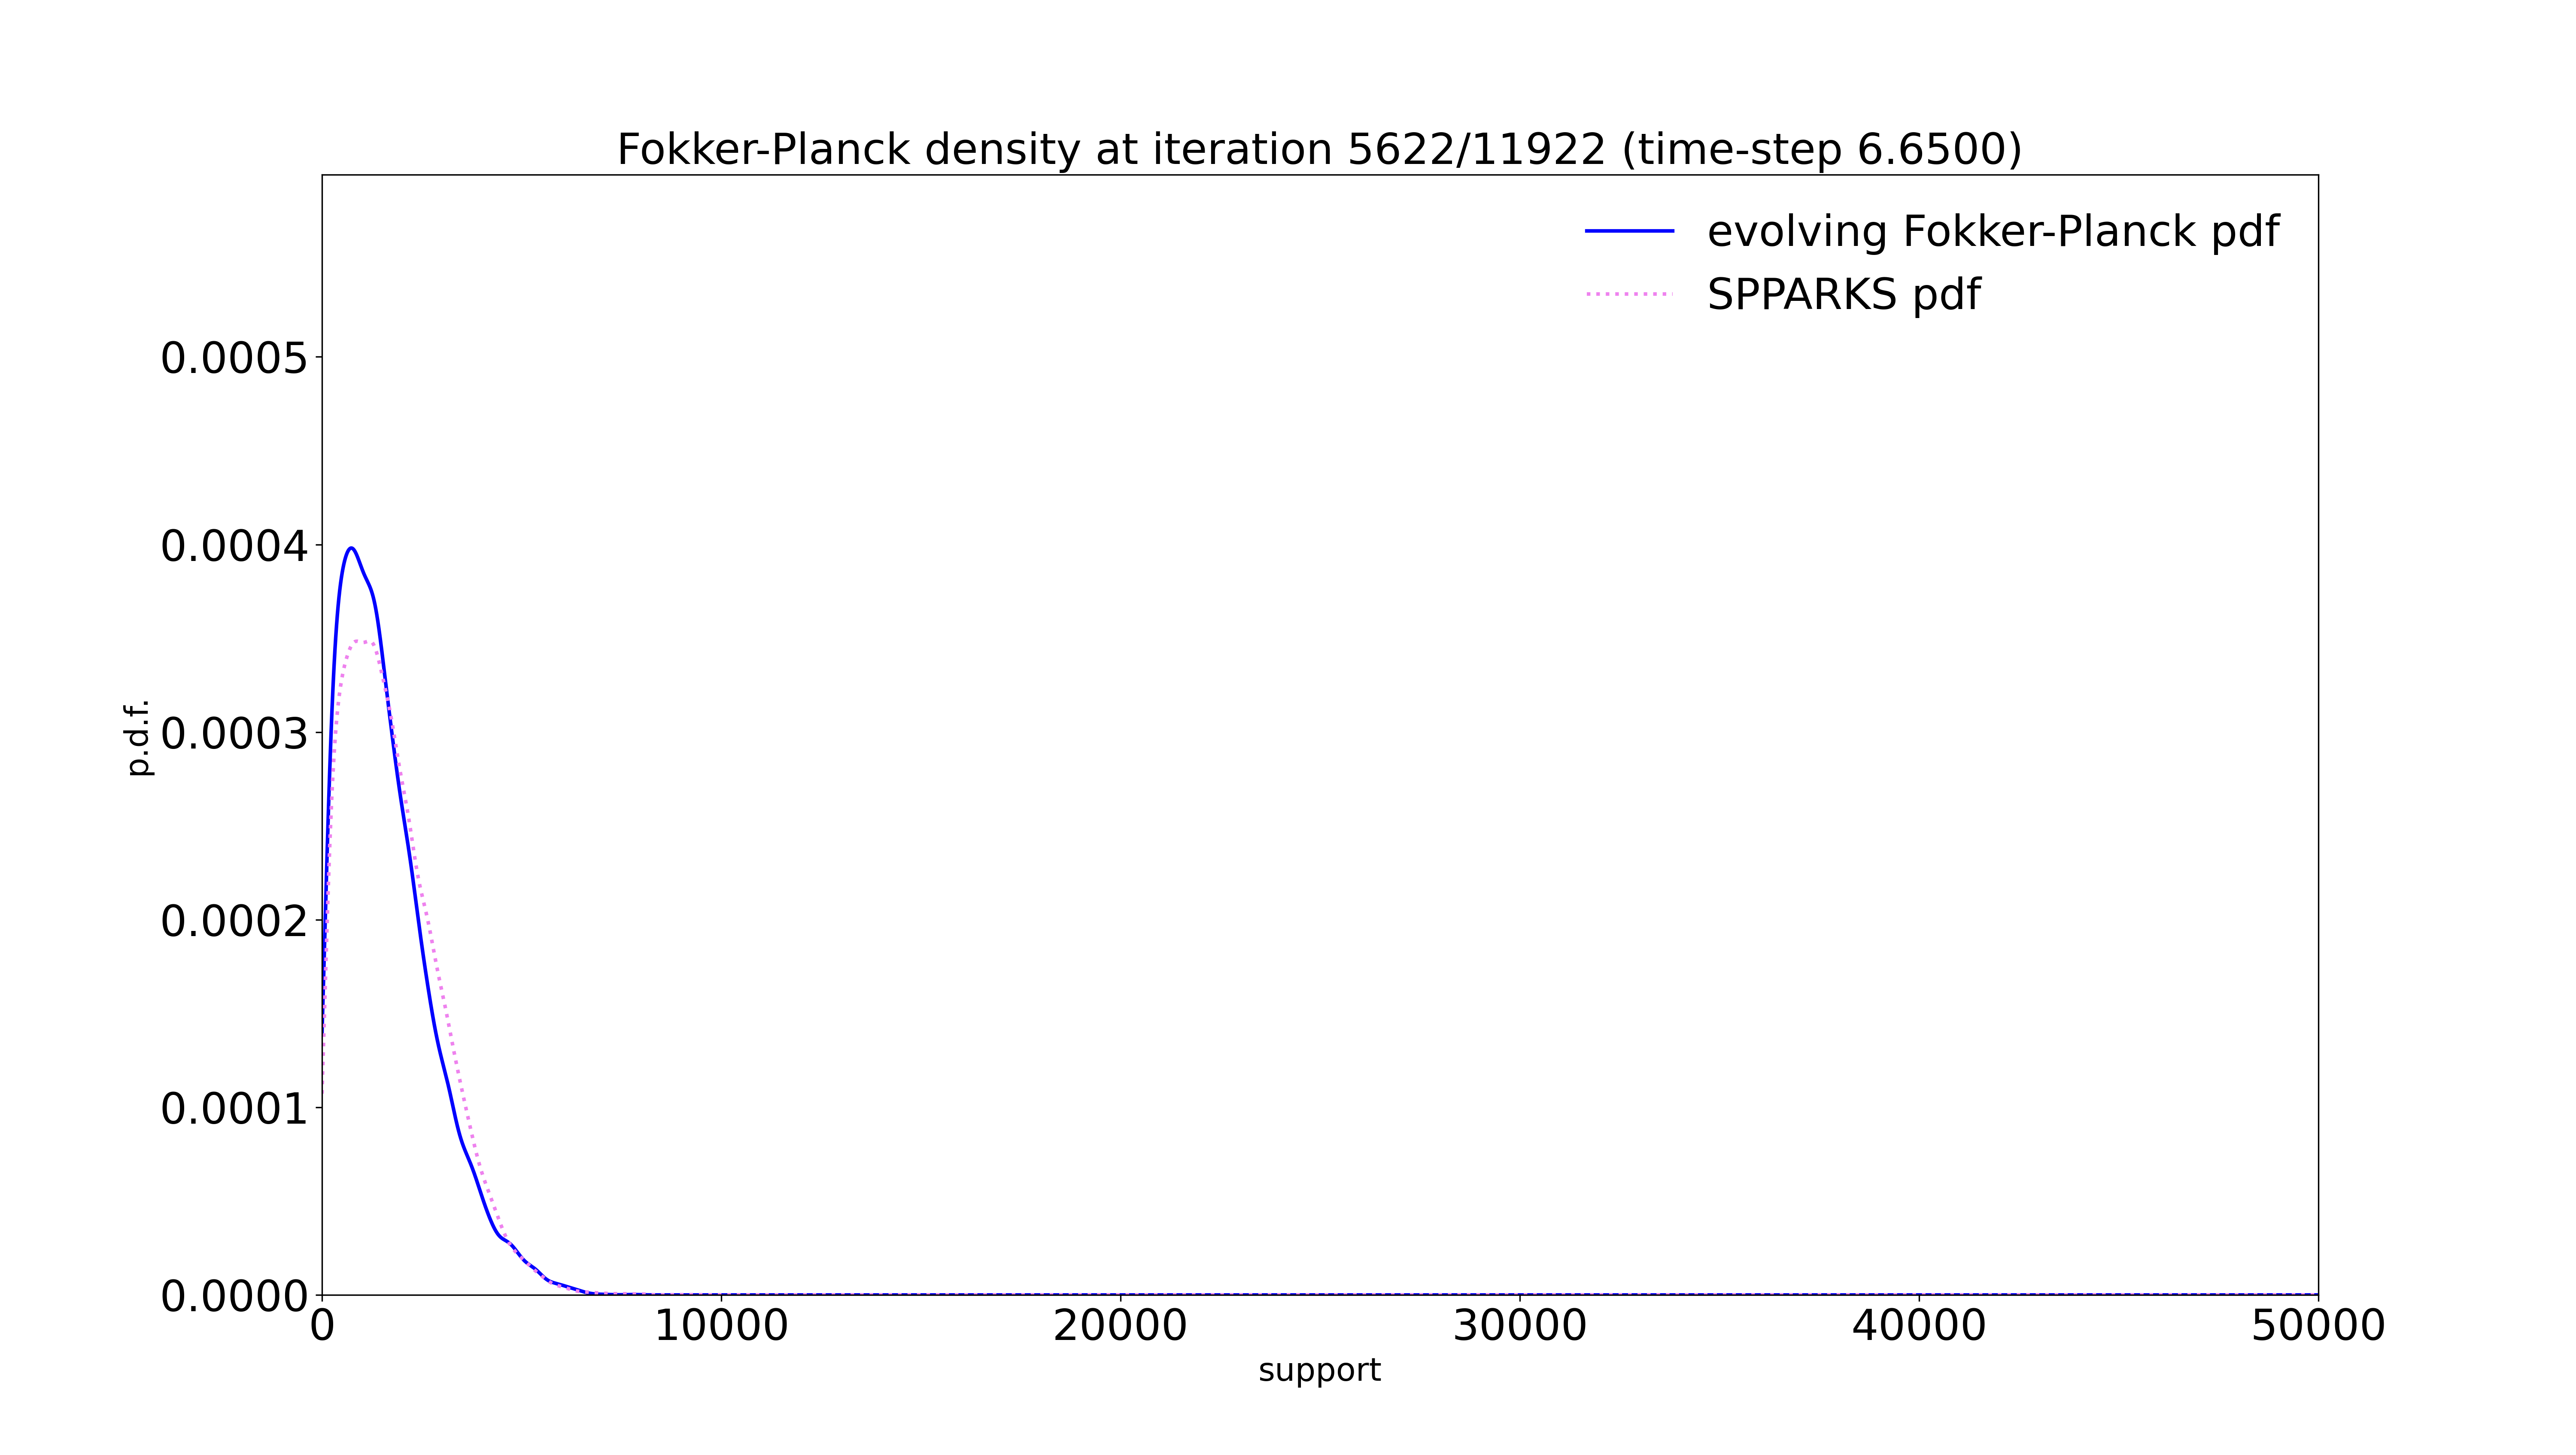 Fokker-Planck density at iteration 5622/11922 (time-step 6.6500)
evolving Fokker-Planck pdf
SPPARKS pdf
0.0005
0.0004
0.0003
0.0002
0.0001
0.0000
p.d.f.
0 10000 20000 30000 40000 50000
support